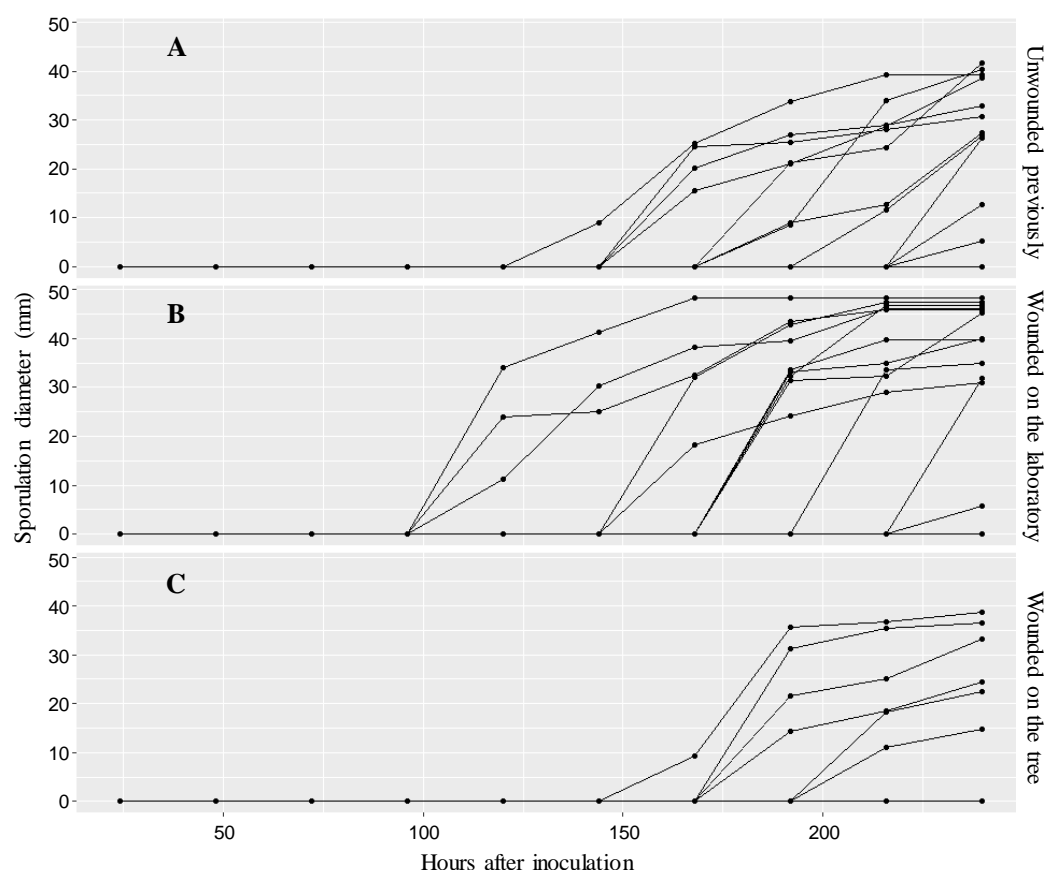 50
40
30
20
10
0
A
Unwounded previously
50
40
30
20
10
0
B
Wounded on the laboratory
Sporulation diameter (mm)
50
40
30
20
10
0
C
Wounded on the tree
50
100
150
200
Hours after inoculation